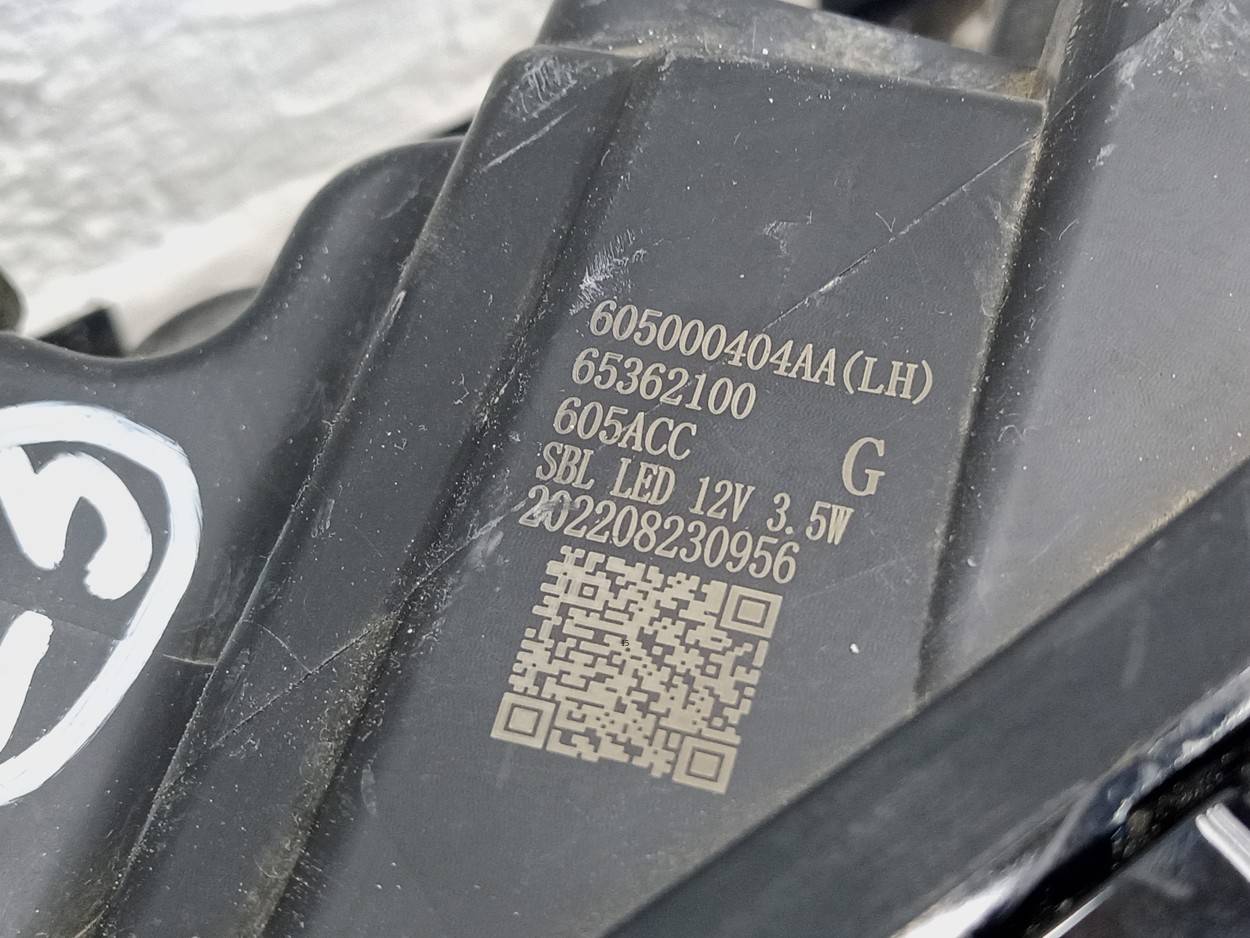 605000404AA(LH)
65362100
605ACC
G
SBL LED 12V 3.5W
202208230956